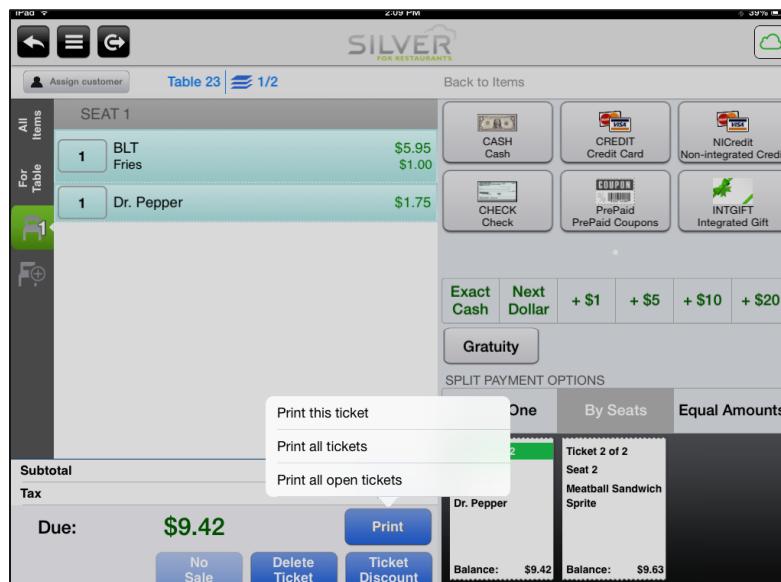 iPad
2:09 PM
39%
SILVER
FOR RESTAURANTS
Assign customer
Table 23
1/2
Back to Items
All Items
For Table
1
SEAT 1
1
BLT
$5.95
Fries
$1.00
1
Dr. Pepper
$1.75
CASH
Cash
CREDIT
Credit Card
NICredit
Non-integrated Credi
CHECK
Check
COUPON
PrePaid
PrePaid Coupons
INTGIFT
Integrated Gift
VISA
VISA
Exact
Cash
Next
Dollar
+ $1
+ $5
+ $10
+ $20
Gratuity
SPLIT PAYMENT OPTIONS
One
By Seats
Equal Amounts
Print this ticket
Print all tickets
Print all open tickets
2
Dr. Pepper
Balance: $9.42
Ticket 2 of 2
Seat 2
Meatball Sandwich
Sprite
Balance: $9.63
Subtotal
Tax
Due:
$9.42
Print
No
Sale
Delete
Ticket
Ticket
Discount